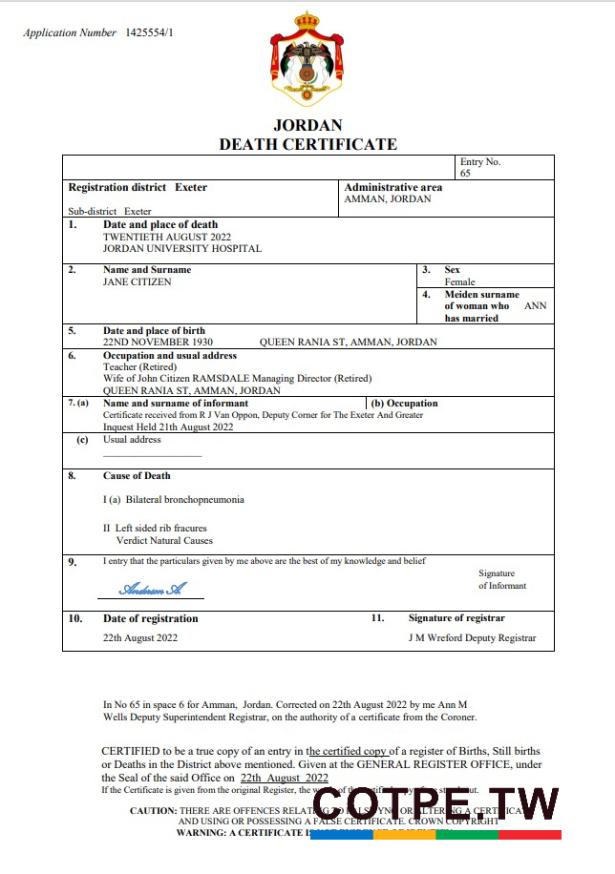 Application Number 1425554/1
JORDAN
DEATH CERTIFICATE
Entry No.
65
Registration district Exeter
Sub-district Exeter
Administrative area
AMMAN, JORDAN
1. Date and place of death
TWENTIETH AUGUST 2022
JORDAN UNIVERSITY HOSPITAL
2. Name and Surname
JANE CITIZEN
3. Sex
Female
4. Meiden surname
of woman who ANN
has married
5. Date and place of birth
22ND NOVEMBER 1930 QUEEN RANIA ST, AMMAN, JORDAN
6. Occupation and usual address
Teacher (Retired)
Wife of John Citizen RAMSDALE Managing Director (Retired)
QUEEN RANIA ST, AMMAN, JORDAN
7. (a) Name and surname of informant (b) Occupation
Certificate received from R J Van Oppon, Deputy Corner for The Exeter And Greater
Inquest Held 21th August 2022
(c) Usual address
8. Cause of Death
I (a) Bilateral bronchopneumonia
II Left sided rib fracures
Verdict Natural Causes
9. I entry that the particulars given by me above are the best of my knowledge and belief
Signature
of Informant
10. Date of registration
22th August 2022
11. Signature of registrar
J M Wreford Deputy Registrar
In No 65 in space 6 for Amman, Jordan. Corrected on 22th August 2022 by me Ann M
Wells Deputy Superintendent Registrar, on the authority of a certificate from the Coroner.
CERTIFIED to be a true copy of an entry in the certified copy of a register of Births, Still births
or Deaths in the District above mentioned. Given at the GENERAL REGISTER OFFICE, under
the Seal of the said Office on 22th August 2022
If the Certificate is given from the original Register, the
CAUTION: THERE ARE OFFENCES RELATING TO
AND USING OR POSSESSING A FALSE CERTIFICATE. CROWN COPYRIGHT
WARNING: A CERTIFICATE
COTPE.TW